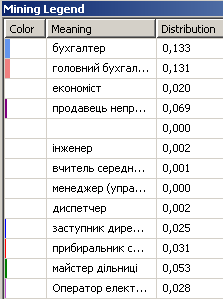 Mining Legend
Color Meaning Distribution
бухгалтер 0,133
головний бухгал... 0,131
економіст 0,020
продавець непр... 0,069
0,000
інженер 0,002
вчитель середн... 0,001
менеджер (упра... 0,000
диспетчер 0,002
заступник дире... 0,025
прибиральник с... 0,031
майстер дільниці 0,053
Оператор елект... 0,028